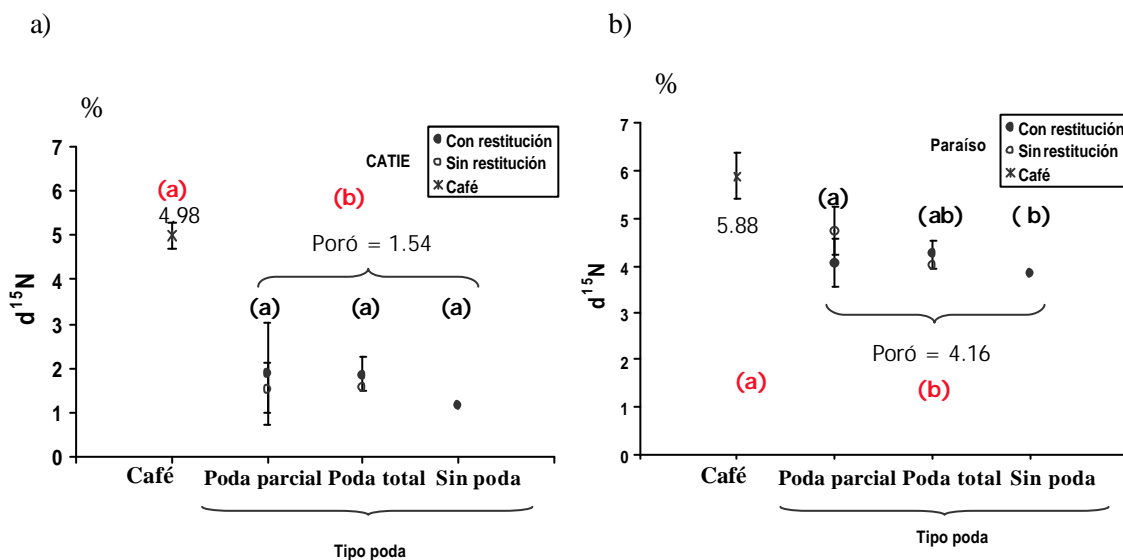 a)
%
CATIE
Con restitución
Sin restitución
Café
7
6
5
4
3
2
1
0
d15N
(a)
4.98
(b)
Poró = 1.54
(a) (a) (a)
Café Poda parcial Poda total Sin poda
Tipo poda
b)
%
Paraíso
Con restitución
Sin restitución
Café
7
6
5
4
3
2
1
0
d15N
5.88
(a) (ab) ( b)
Poró = 4.16
(a) (b)
Café Poda parcial Poda total Sin poda
Tipo poda